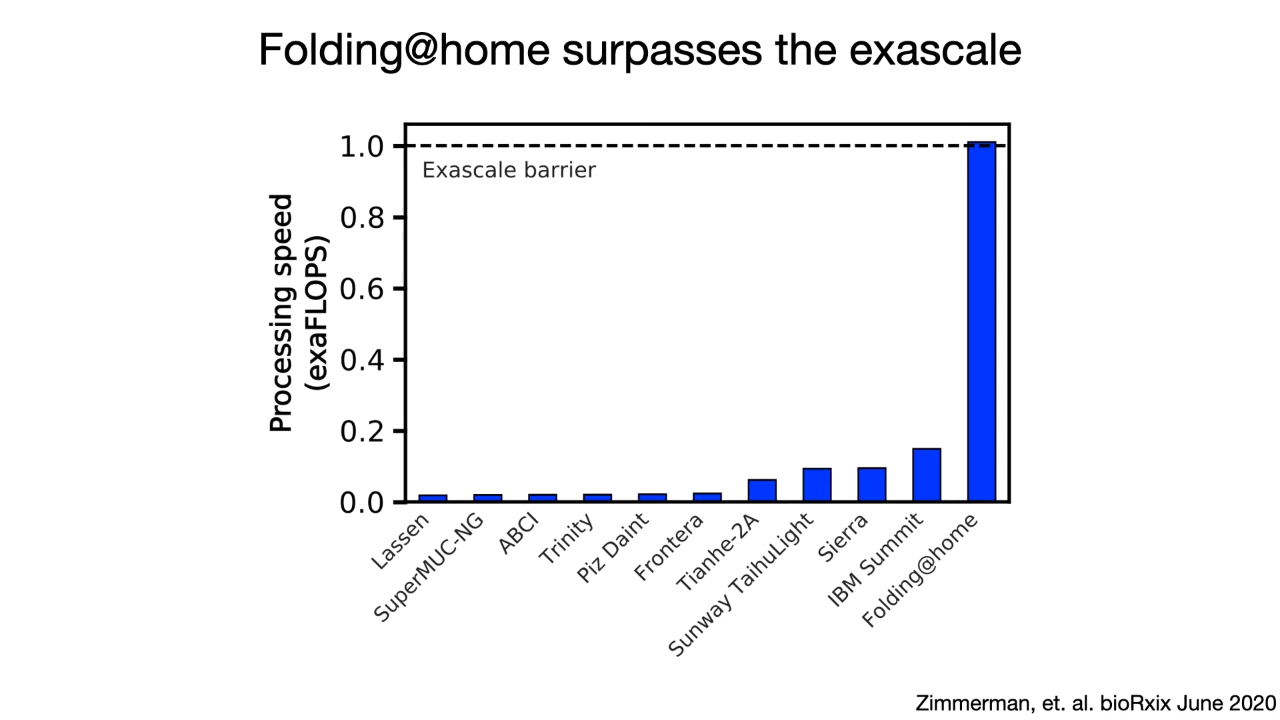 Folding@home surpasses the exascale
1.0
Exascale barrier
0.8
0.6
0.4
0.2
0.0
Processing speed
(exaFLOPS)
Lassen
SuperMUC-NG
ABCI
Trinity
Piz Daint
Frontera
Tianhe-2A
Sunway TaihuLight
Sierra
IBM Summit
Folding@home
Zimmerman, et. al. bioRxix June 2020